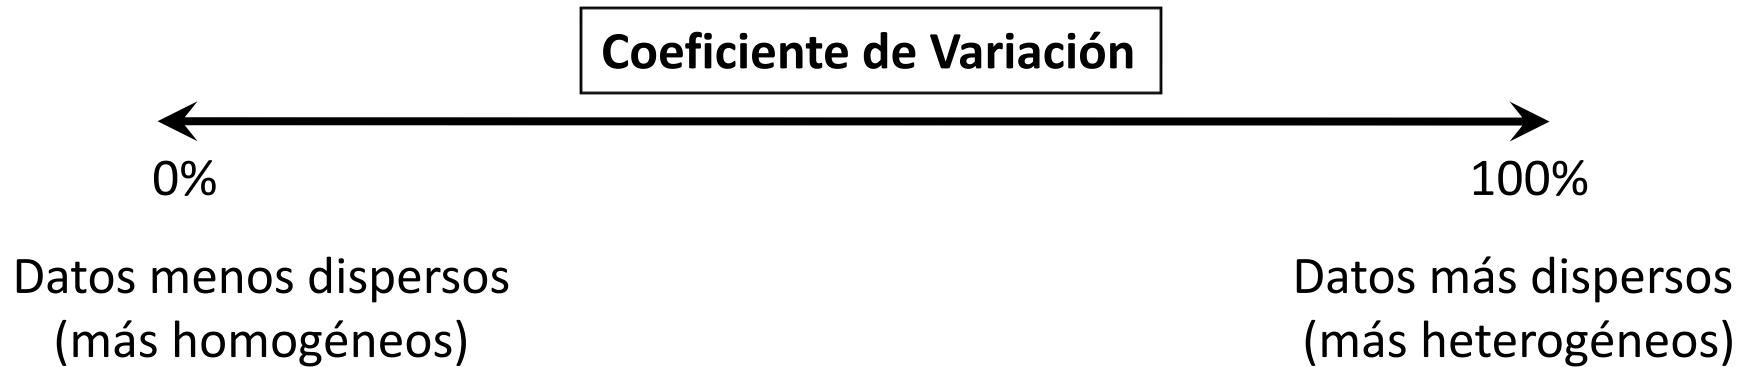 Coeficiente de Variación
0%
100%
Datos menos dispersos
(más homogéneos)
Datos más dispersos
(más heterogéneos)